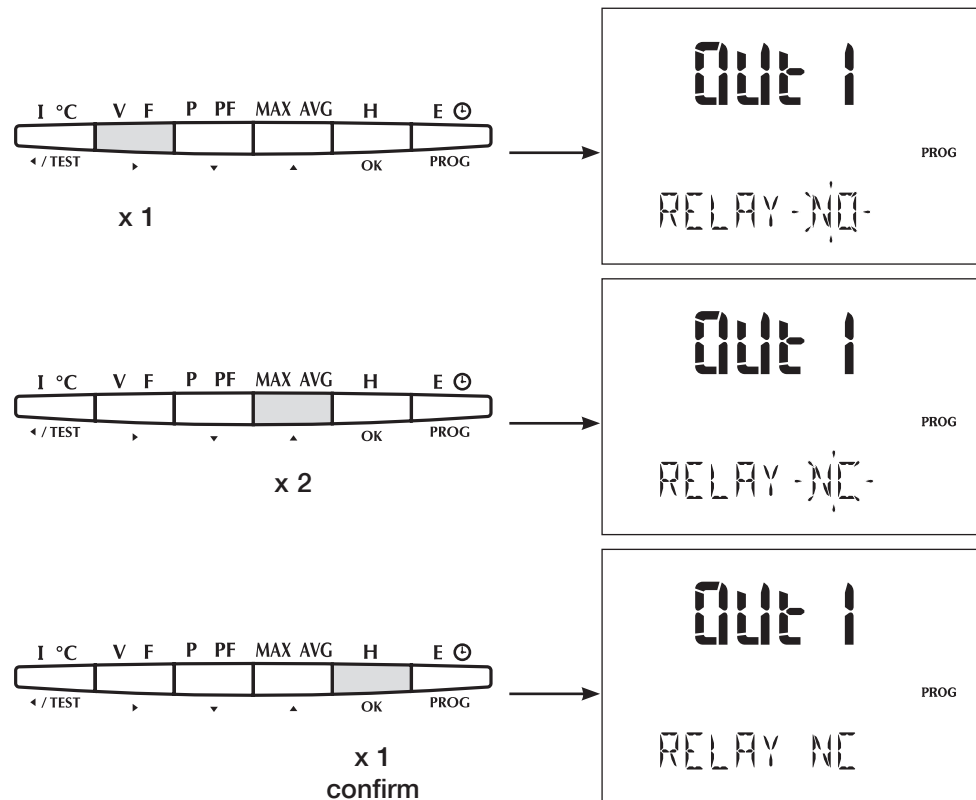 OUt 1
I °C V F P PF MAX AVG H E
/ TEST OK PROG
PROG
RELAY NO
x 1
OUt 1
I °C V F P PF MAX AVG H E
/ TEST OK PROG
PROG
RELAY NC
x 2
OUt 1
I °C V F P PF MAX AVG H E
/ TEST OK PROG
PROG
RELAY NC
x 1
confirm